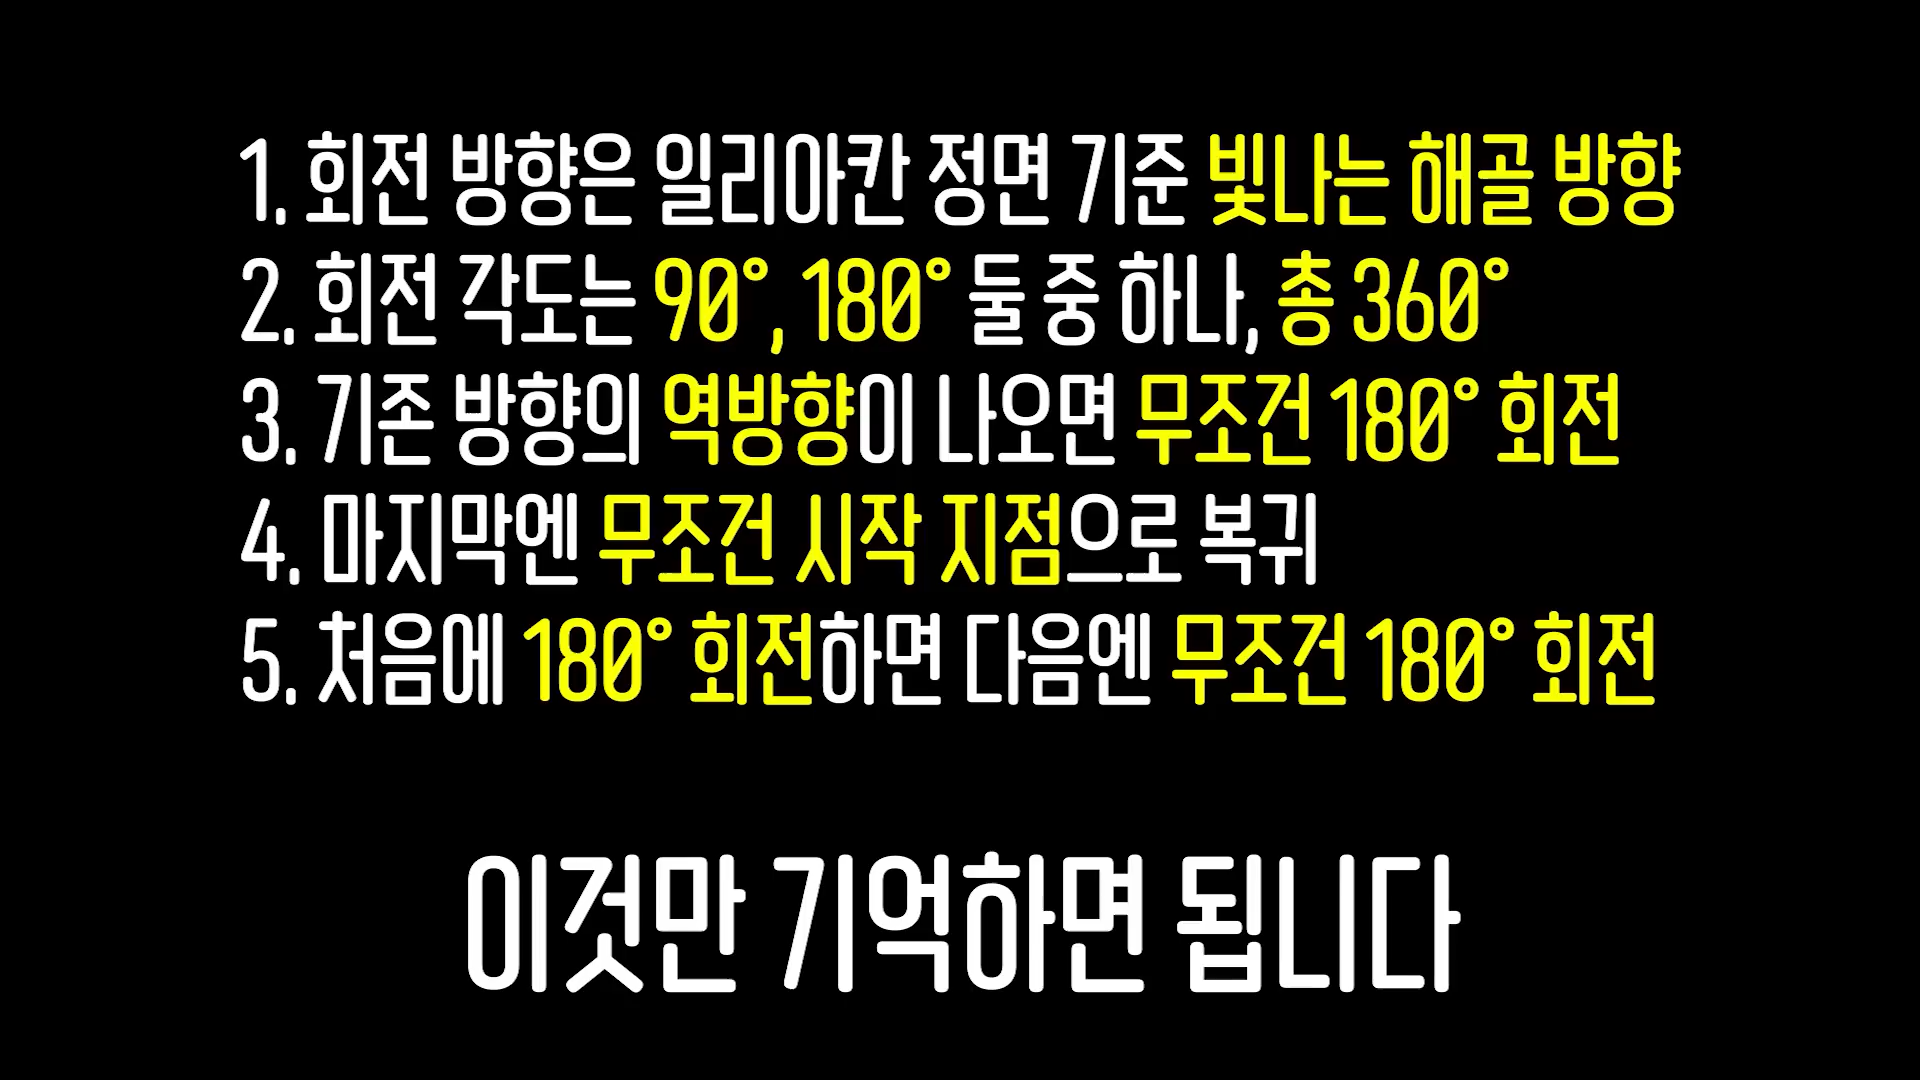 1. 회전 방향은 일리아칸 정면 기준 빛나는 해골 방향
2. 회전 각도는 90°, 180° 둘 중 하나, 총 360°
3. 기존 방향의 역방향이 나오면 무조건 180° 회전
4. 마지막엔 무조건 시작 지점으로 복귀
5. 처음에 180° 회전하면 다음엔 무조건 180° 회전
이것만 기억하면 됩니다